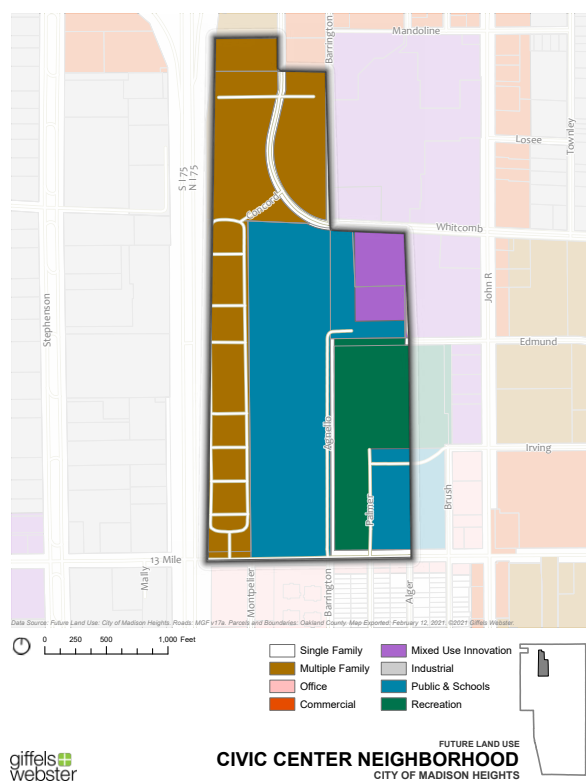 Barrington
Mandoline
Losee
Townley
S I 75
N I 75
Concord
Whitcomb
John R
Stephenson
Edmund
Agnello
Irving
Palmer
Brush
13 Mile
Mally
Montpelier
Barrington
Alger
Data Source: Future Land Use: City of Madison Heights. Roads: MGF v17a. Parcels and Boundaries: Oakland County. Map Exported: February 12, 2021. ©2021 Giffels Webster.
0 250 500 1,000 Feet
Single Family
Multiple Family
Office
Commercial
Mixed Use Innovation
Industrial
Public & Schools
Recreation
giffels
webster
FUTURE LAND USE
CIVIC CENTER NEIGHBORHOOD
CITY OF MADISON HEIGHTS